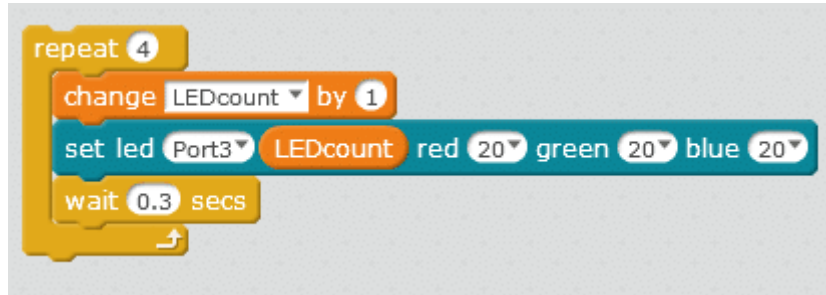 repeat 4
change LEDcount by 1
set led Port3 LEDcount red 20 green 20 blue 20
wait 0.3 secs